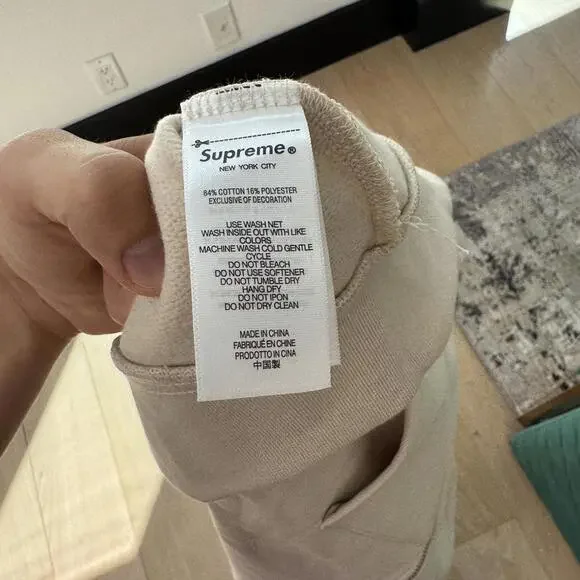 Supreme®
NEW YORK CITY
84% COTTON 16% POLYESTER
EXCLUSIVE OF DECORATION
USE WASH NET
WASH INSIDE OUT WITH LIKE
COLORS
MACHINE WASH COLD GENTLE
CYCLE
DO NOT BLEACH
DO NOT USE SOFTENER
DO NOT TUMBLE DRY
HANG DRY
DO NOT IPON
DO NOT DRY CLEAN
MADE IN CHINA
FABRIQUÉ EN CHINE
PRODOTTO IN CINA
中国製